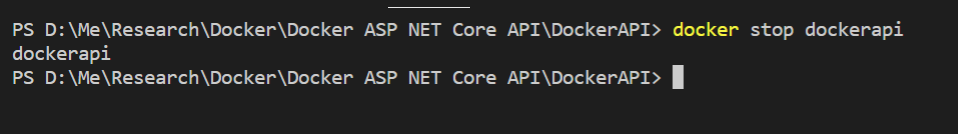 PS D:\Me\Research\Docker\Docker ASP NET Core API\DockerAPI> docker stop dockerapi
dockerapi
PS D:\Me\Research\Docker\Docker ASP NET Core API\DockerAPI>